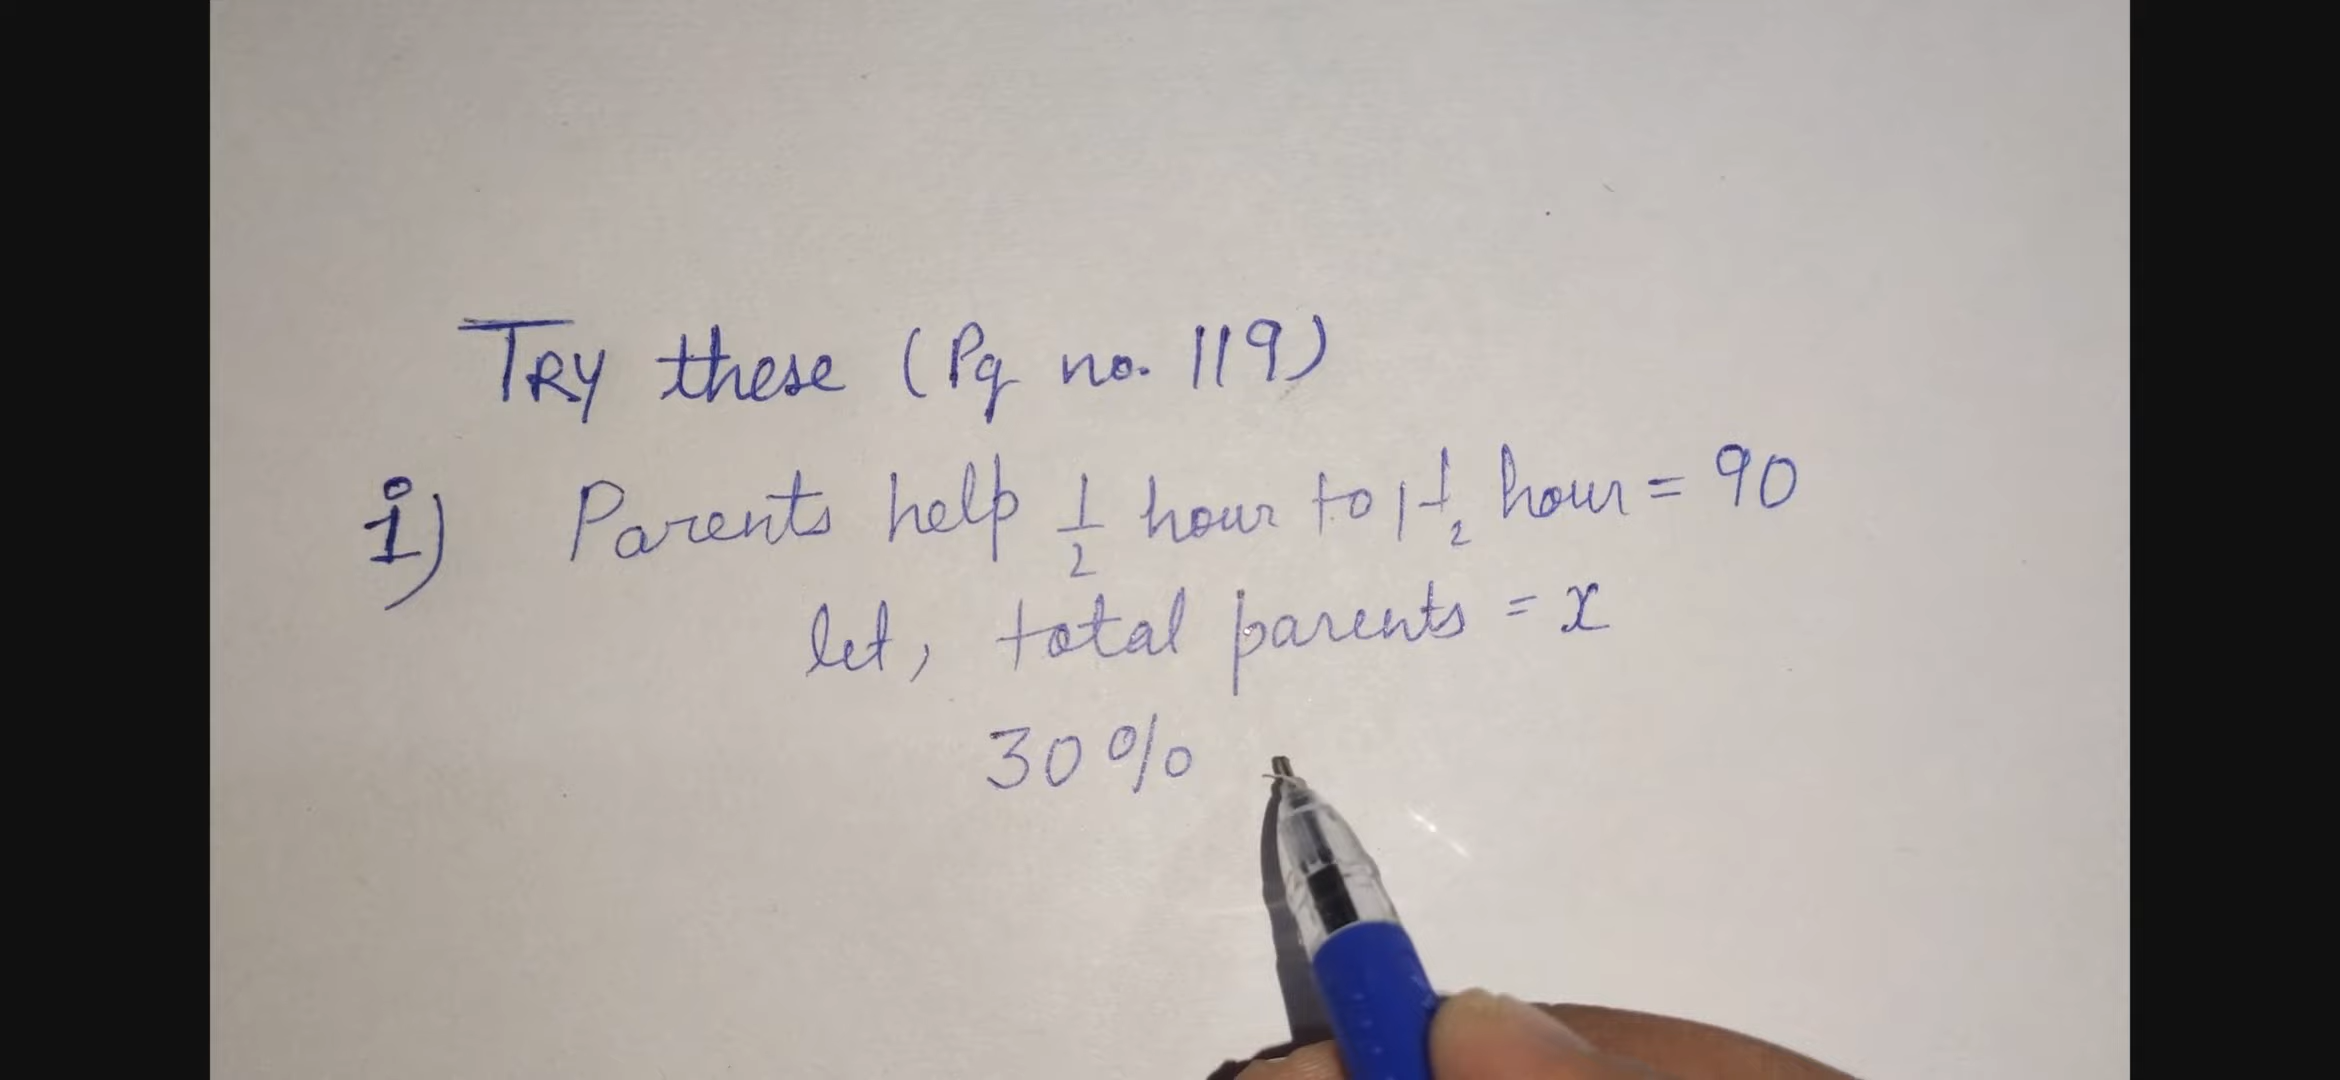 TRY these (Pg no. 119)
i) Parents help 1/2 hour to 1 1/2 hour = 90
let, total parents = x
30%